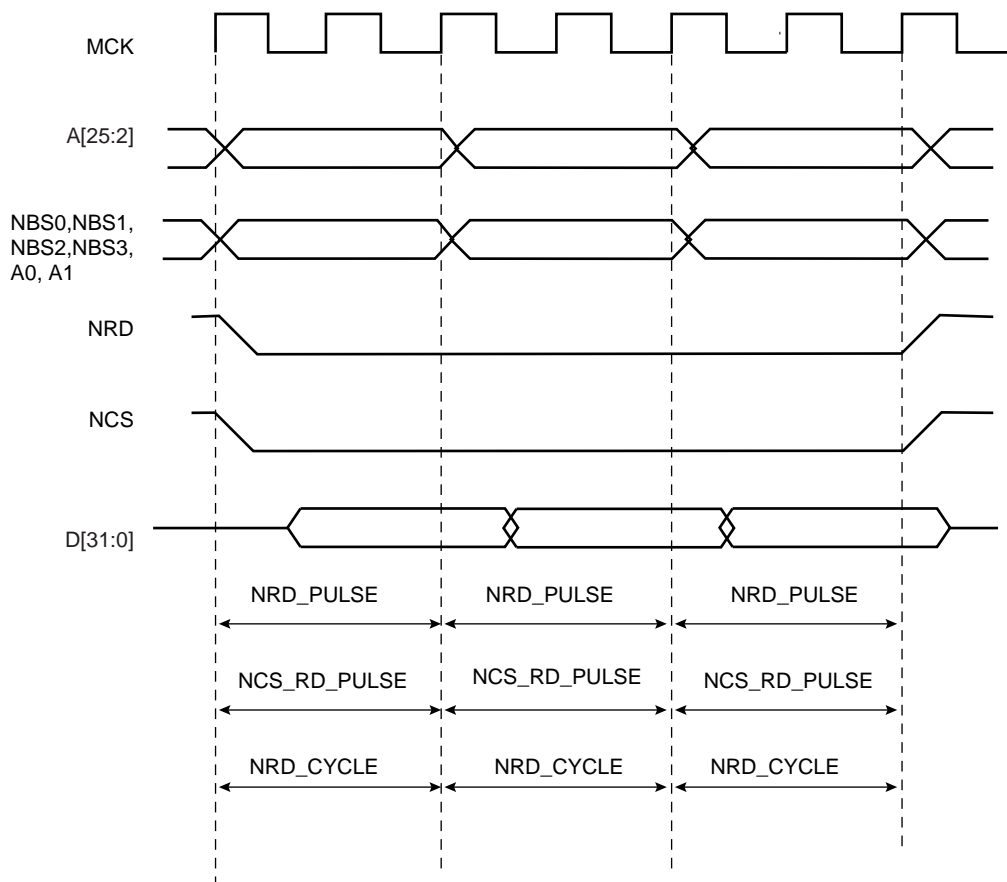 MCK
A[25:2]
NBS0,NBS1,
NBS2,NBS3,
A0, A1
NRD
NCS
D[31:0]
NRD_PULSE
NRD_PULSE
NRD_PULSE
NCS_RD_PULSE
NCS_RD_PULSE
NCS_RD_PULSE
NRD_CYCLE
NRD_CYCLE
NRD_CYCLE